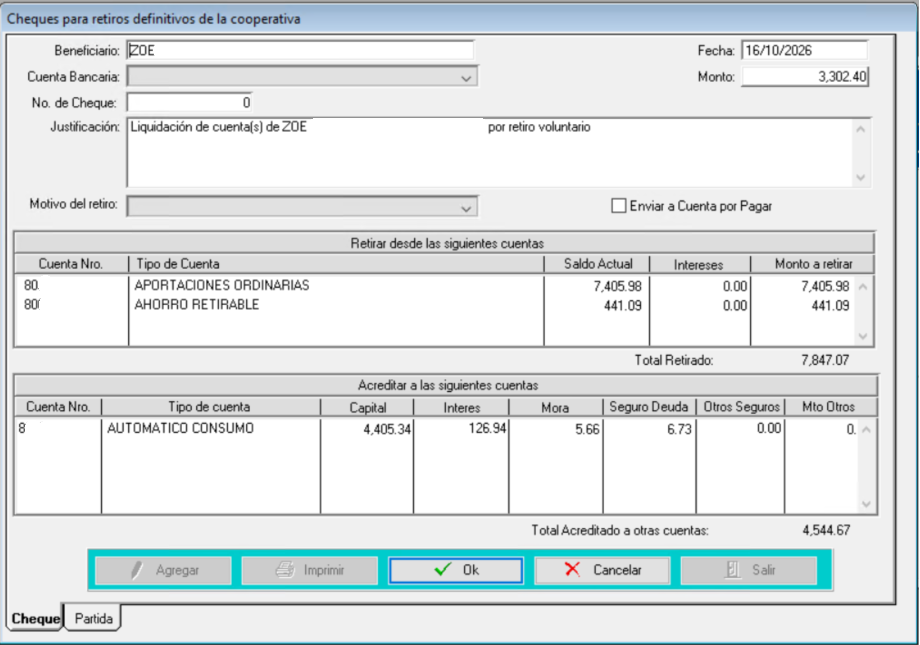 Cheques para retiros definitivos de la cooperativa
Beneficiario: ZOE Fecha: 16/10/2026
Cuenta Bancaria: Monto: 3,302.40
No. de Cheque: 0
Justificación: Liquidación de cuenta(s) de ZOE por retiro voluntario
Motivo del retiro: Enviar a Cuenta por Pagar
Retirar desde las siguientes cuentas
Cuenta Nro. Tipo de Cuenta Saldo Actual Intereses Monto a retirar
80. APORTACIONES ORDINARIAS 7,405.98 0.00 7,405.98
80 AHORRO RETIRABLE 441.09 0.00 441.09
Total Retirado: 7,847.07
Acreditar a las siguientes cuentas
Cuenta Nro. Tipo de cuenta Capital Interes Mora Seguro Deuda Otros Seguros Mto Otros
8 AUTOMATICO CONSUMO 4,405.34 126.94 5.66 6.73 0.00 0.
Total Acreditado a otras cuentas: 4,544.67
Agregar Imprimir Ok Cancelar Salir
Cheque Partida